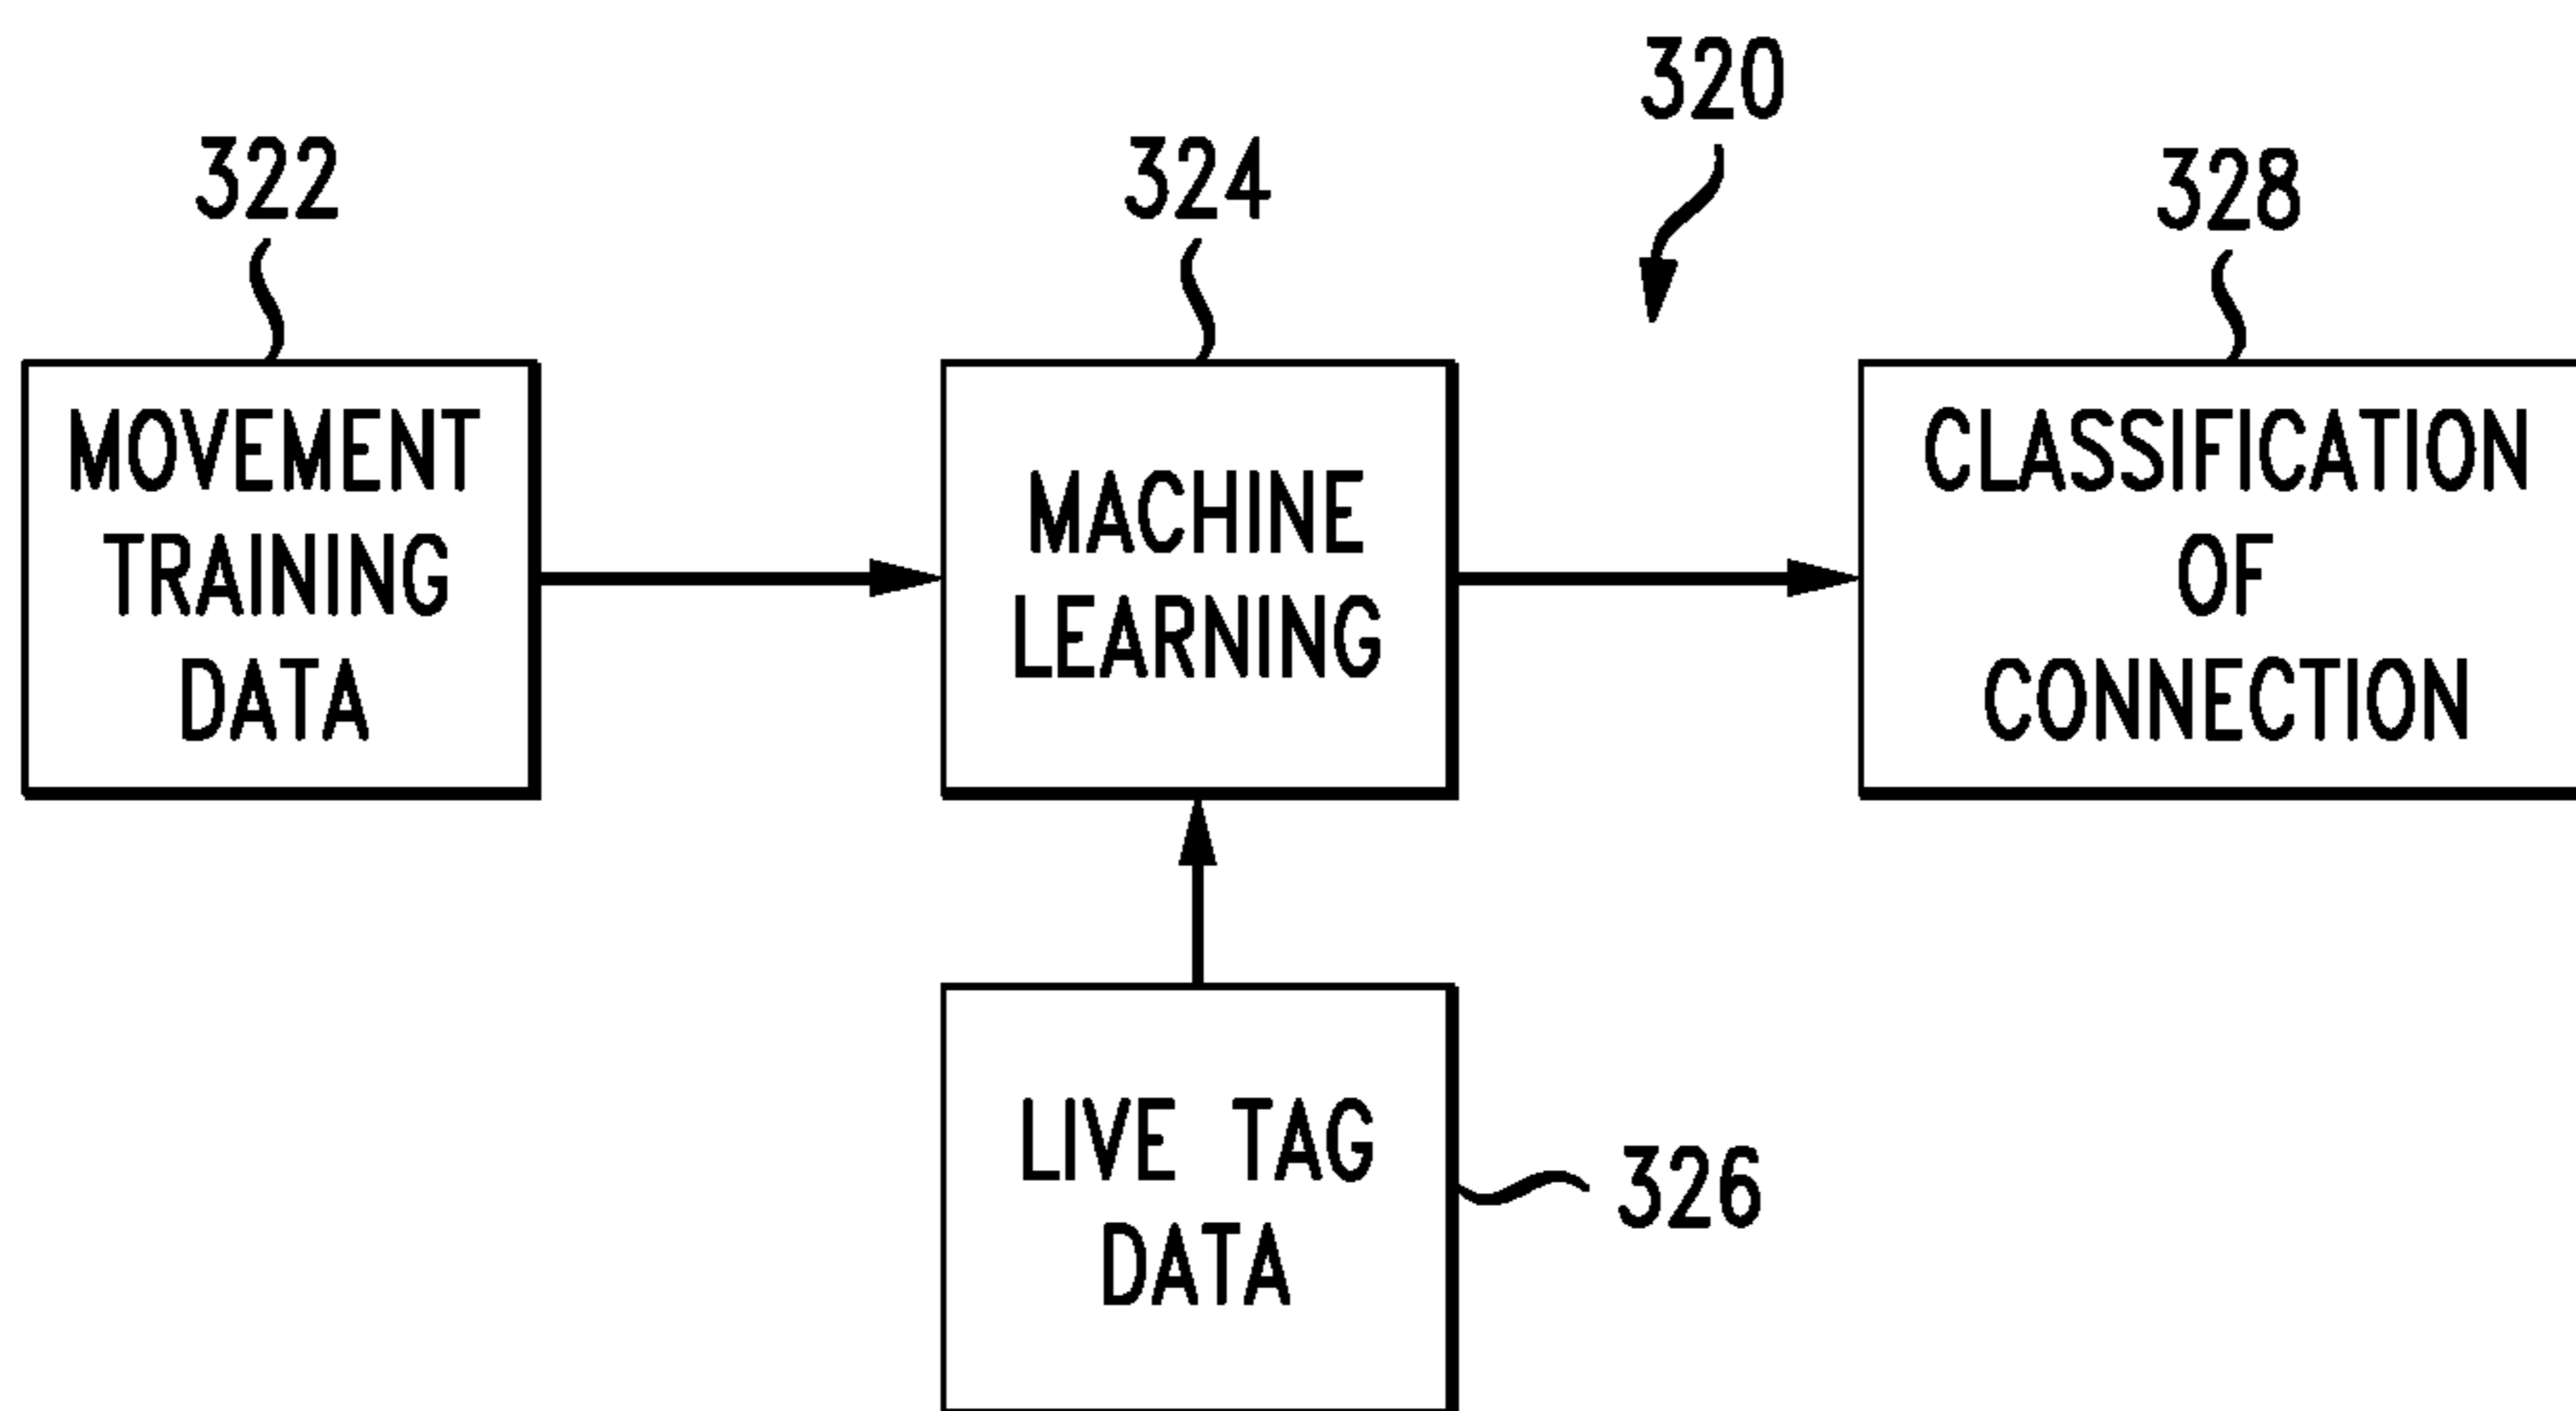 320
322
324
328
MOVEMENT
TRAINING
DATA
MACHINE
LEARNING
CLASSIFICATION
OF
CONNECTION
LIVE TAG
DATA
326